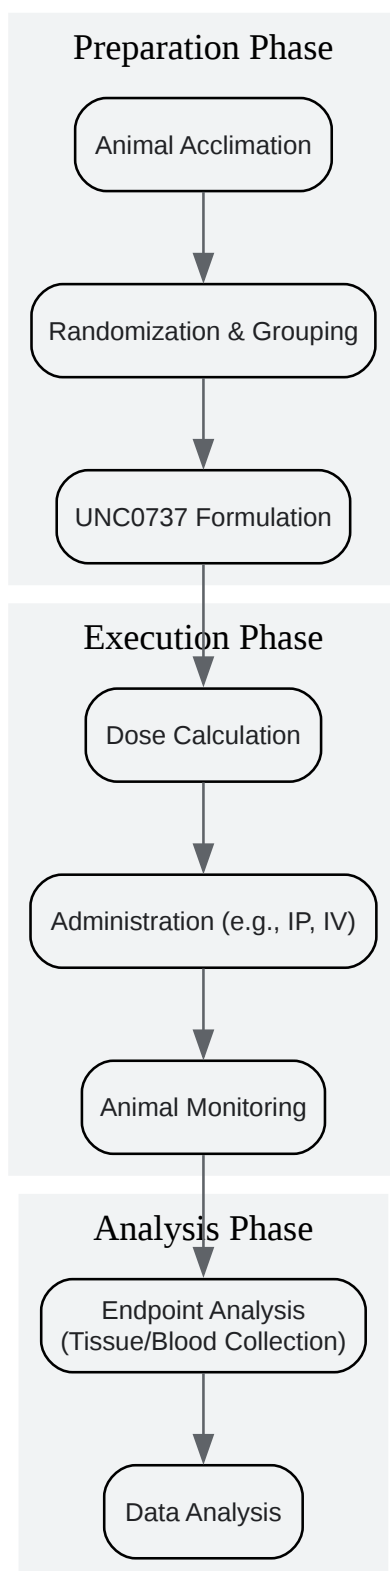 Preparation Phase
Animal Acclimation
Randomization & Grouping
UNC0737 Formulation
Execution Phase
Dose Calculation
Administration (e.g., IP, IV)
Animal Monitoring
Analysis Phase
Endpoint Analysis
(Tissue/Blood Collection)
Data Analysis